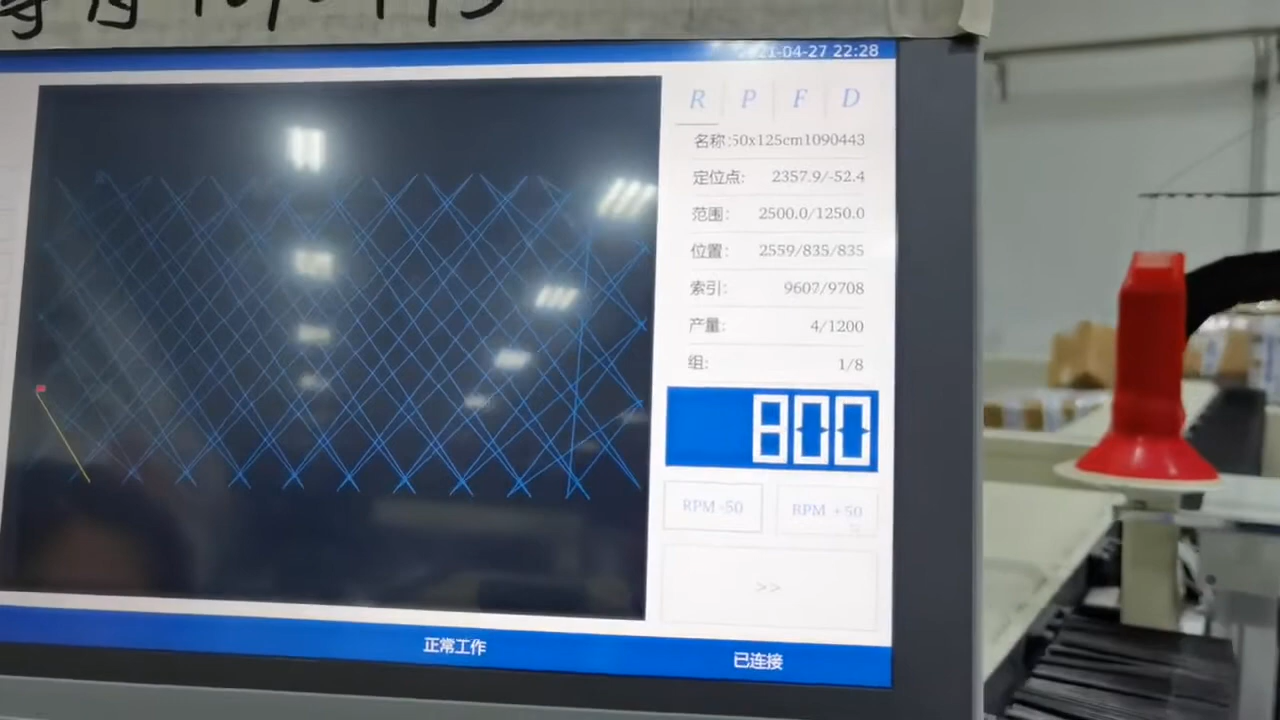 21-04-27 22:28
R P F D
名称:50x125cm1090443
定位点: 2357.9/-52.4
范围: 2500.0/1250.0
位置: 2559/835/835
索引: 9607/9708
产量: 4/1200
组: 1/8
800
RPM -50 RPM +50
>>
正常工作 已连接